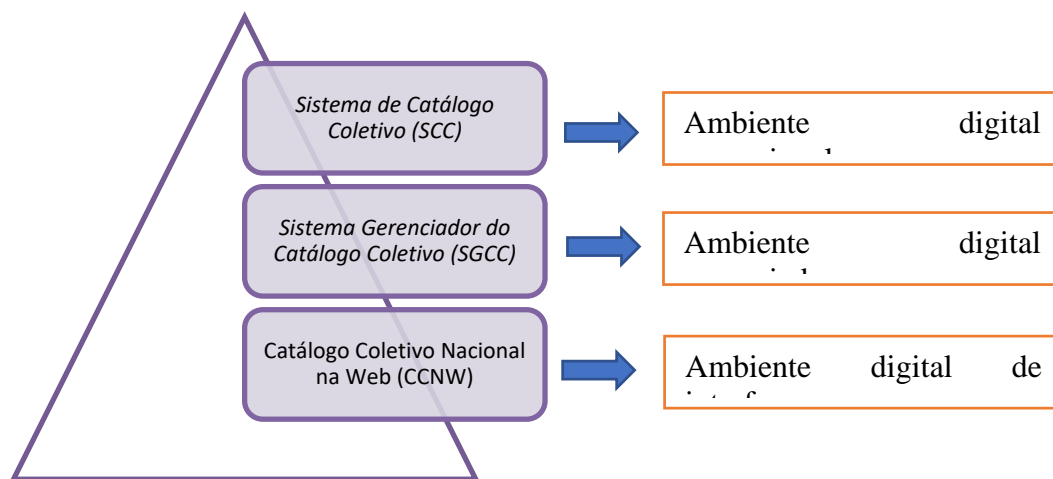 Sistema de Catálogo
Coletivo (SCC)
Ambiente digital
Sistema Gerenciador do
Catálogo Coletivo (SGCC)
Ambiente digital
Catálogo Coletivo Nacional
na Web (CCNW)
Ambiente digital de